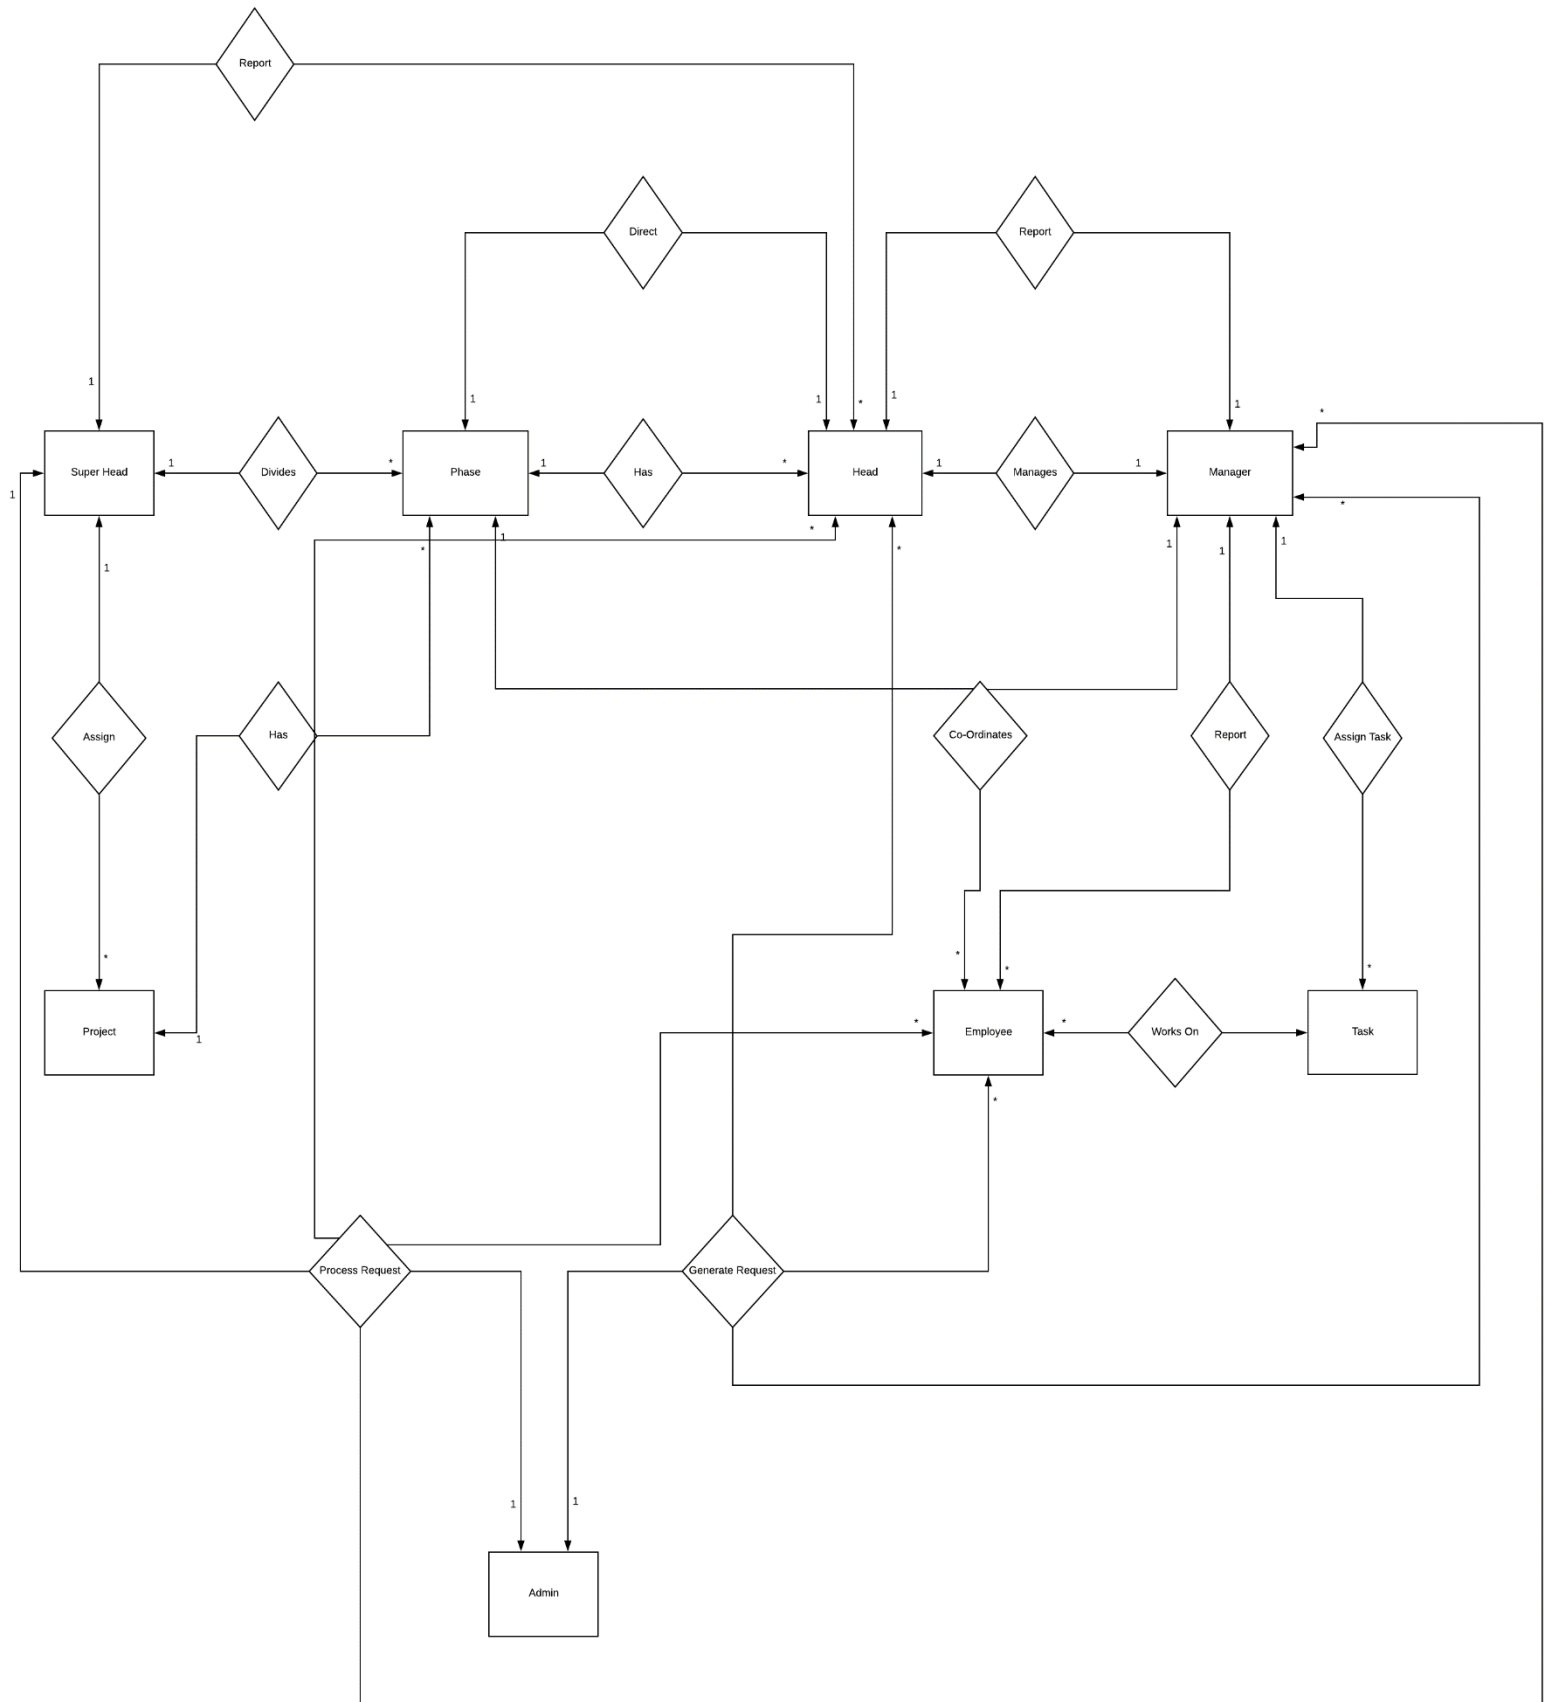 Report
Direct
Report
1
1
1
1
*
1
1
*
Super Head
1
Divides
*
Phase
1
Has
*
Head
1
Manages
1
Manager
1
*
*
1
*
*
1
1
1
1
Assign
Has
Co-Ordinates
Report
Assign Task
*
*
*
*
Project
1
*
Employee
*
Works On
Task
*
Process Request
Generate Request
1
1
Admin